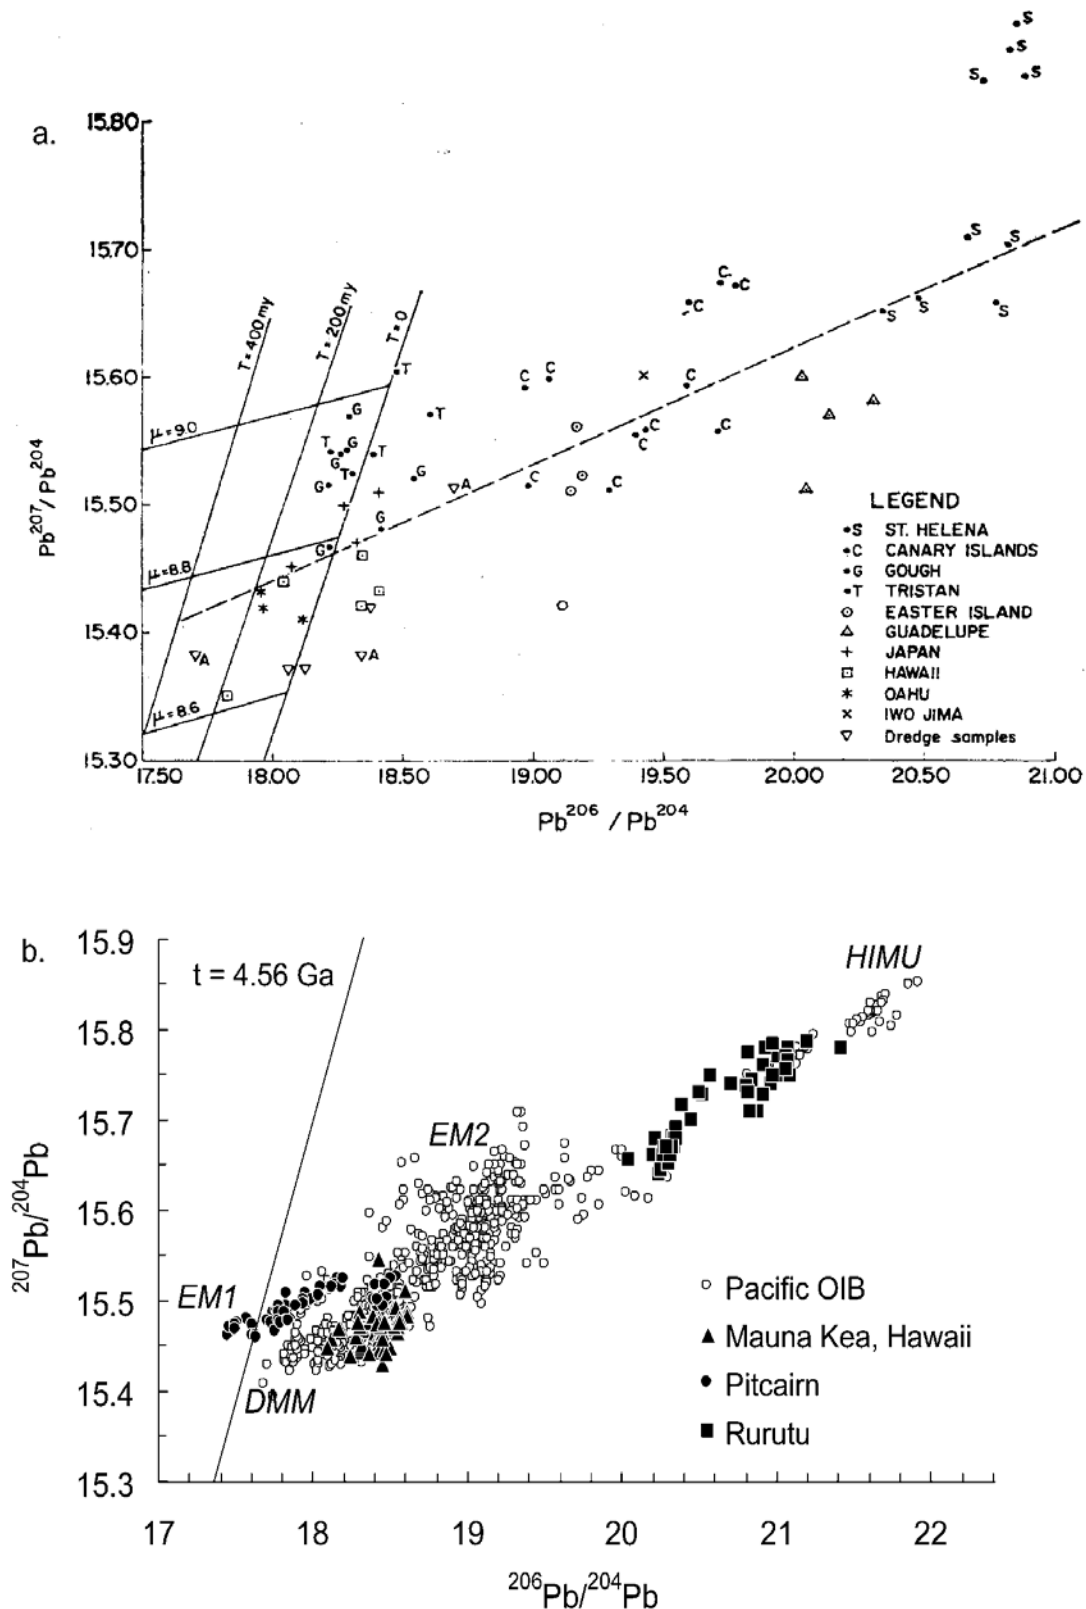 a.
15.80
15.70
15.60
15.50
15.40
15.30
Pb207/Pb204
T=400my
T=200my
T=0
μ=9.0
μ=8.8
μ=8.6
S
S
S
S
S
S
S
S
S
C
C
C
C
C
C
C
C
C
C
C
T
T
T
T
T
G
G
G
G
G
G
G
A
A
A
LEGEND
S ST. HELENA
C CANARY ISLANDS
G GOUGH
T TRISTAN
EASTER ISLAND
GUADELUPE
JAPAN
HAWAII
OAHU
IWO JIMA
Dredge samples
17.50 18.00 18.50 19.00 19.50 20.00 20.50 21.00
Pb206 / Pb204
b.
15.9
15.8
15.7
15.6
15.5
15.4
15.3
207Pb/204Pb
t = 4.56 Ga
HIMU
EM2
EM1
DMM
Pacific OIB
Mauna Kea, Hawaii
Pitcairn
Rurutu
17 18 19 20 21 22
206Pb/204Pb